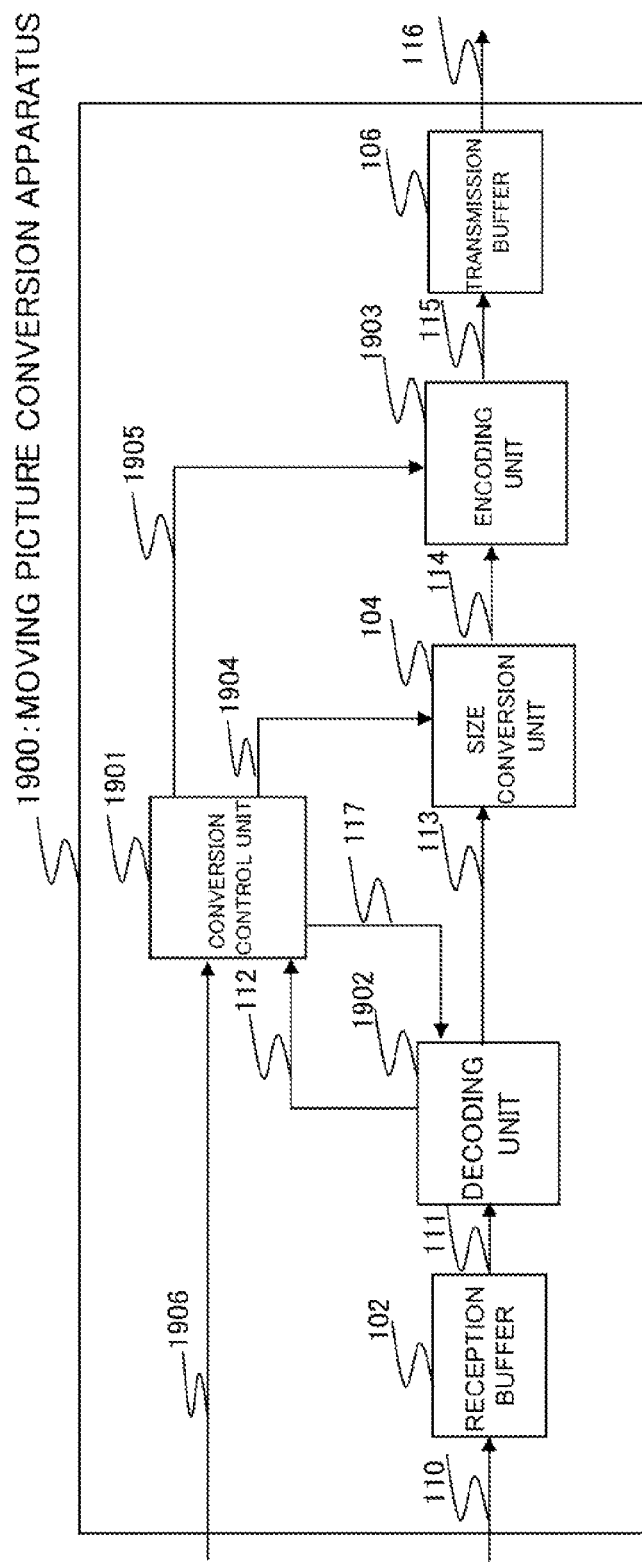 1900:MOVING PICTURE CONVERSION APPARATUS
1906
1901
CONVERSION
CONTROL UNIT
1905
1904
112
117
110
102
RECEPTION
BUFFER
111
1902
DECODING
UNIT
113
104
SIZE
CONVERSION
UNIT
114
1903
ENCODING
UNIT
115
106
TRANSMISSION
BUFFER
116